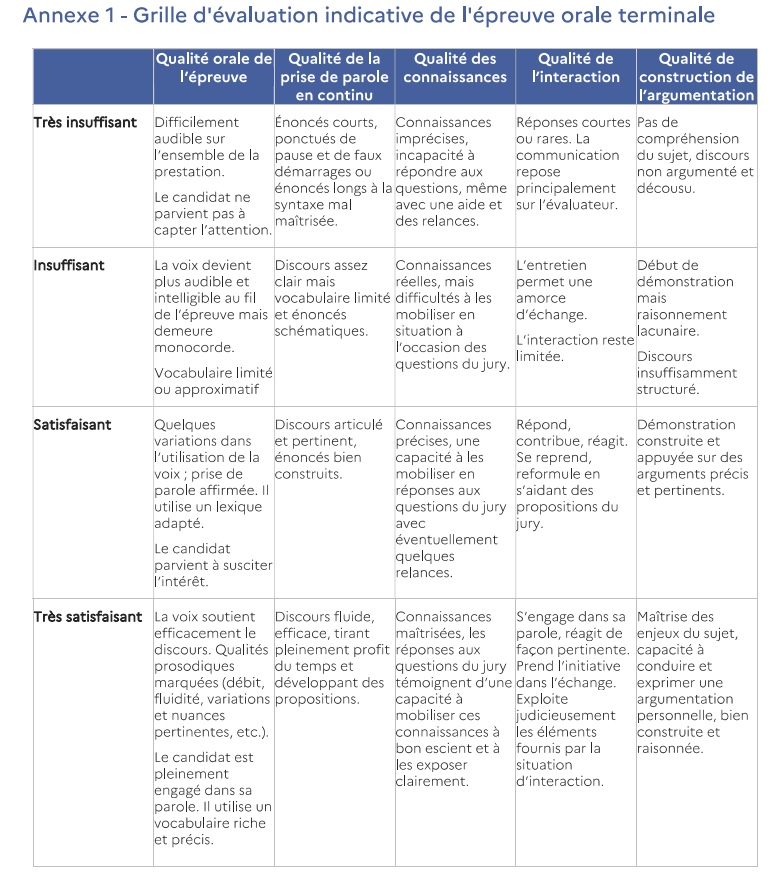 Annexe 1 - Grille d'évaluation indicative de l'épreuve orale terminale
Qualité orale de
l'épreuve
Qualité de la
prise de parole
en continu
Qualité des
connaissances
Qualité de
l'interaction
Qualité de
construction de
l'argumentation
Très insuffisant
Difficilement
audible sur
l'ensemble de la
prestation.
Le candidat ne
parvient pas à
capter l'attention.
Énoncés courts,
ponctués de
pause et de faux
démarrages ou
énoncés longs à la
syntaxe mal
maîtrisée.
Connaissances
imprécises,
incapacité à
répondre aux
questions, même
avec une aide et
des relances.
Réponses courtes
ou rares. La
communication
repose
principalement
sur l'évaluateur.
Pas de
compréhension
du sujet, discours
non argumenté et
décousu.
Insuffisant
La voix devient
plus audible et
intelligible au fil
de l'épreuve mais
demeure
monocorde.
Vocabulaire limité
ou approximatif
Discours assez
clair mais
vocabulaire limité
et énoncés
schématiques.
Connaissances
réelles, mais
difficultés à les
mobiliser en
situation à
l'occasion des
questions du jury.
L'entretien
permet une
amorce
d'échange.
L'interaction reste
limitée.
Début de
démonstration
mais
raisonnement
lacunaire.
Discours
insuffisamment
structuré.
Satisfaisant
Quelques
variations dans
l'utilisation de la
voix ; prise de
parole affirmée. Il
utilise un lexique
adapté.
Le candidat
parvient à susciter
l'intérêt.
Discours articulé
et pertinent,
énoncés bien
construits.
Connaissances
précises, une
capacité à les
mobiliser en
réponses aux
questions du jury
avec
éventuellement
quelques
relances.
Répond,
contribue, réagit.
Se reprend,
reformule en
s'aidant des
propositions du
jury.
Démonstration
construite et
appuyée sur des
arguments précis
et pertinents.
Très satisfaisant
La voix soutient
efficacement le
discours. Qualités
prosodiques
marquées (débit,
fluidité, variations
et nuances
pertinentes, etc.).
Le candidat est
pleinement
engagé dans sa
parole. Il utilise un
vocabulaire riche
et précis.
Discours fluide,
efficace, tirant
pleinement profit
du temps et
développant des
propositions.
Connaissances
maîtrisées, les
réponses aux
questions du jury
témoignent d'une
capacité à
mobiliser ces
connaissances à
bon escient et à
les exposer
clairement.
S'engage dans sa
parole, réagit de
façon pertinente.
Prend l'initiative
dans l'échange.
Exploite
judicieusement
les éléments
fournis par la
situation
d'interaction.
Maîtrise des
enjeux du sujet,
capacité à
conduire et
exprimer une
argumentation
personnelle, bien
construite et
raisonnée.